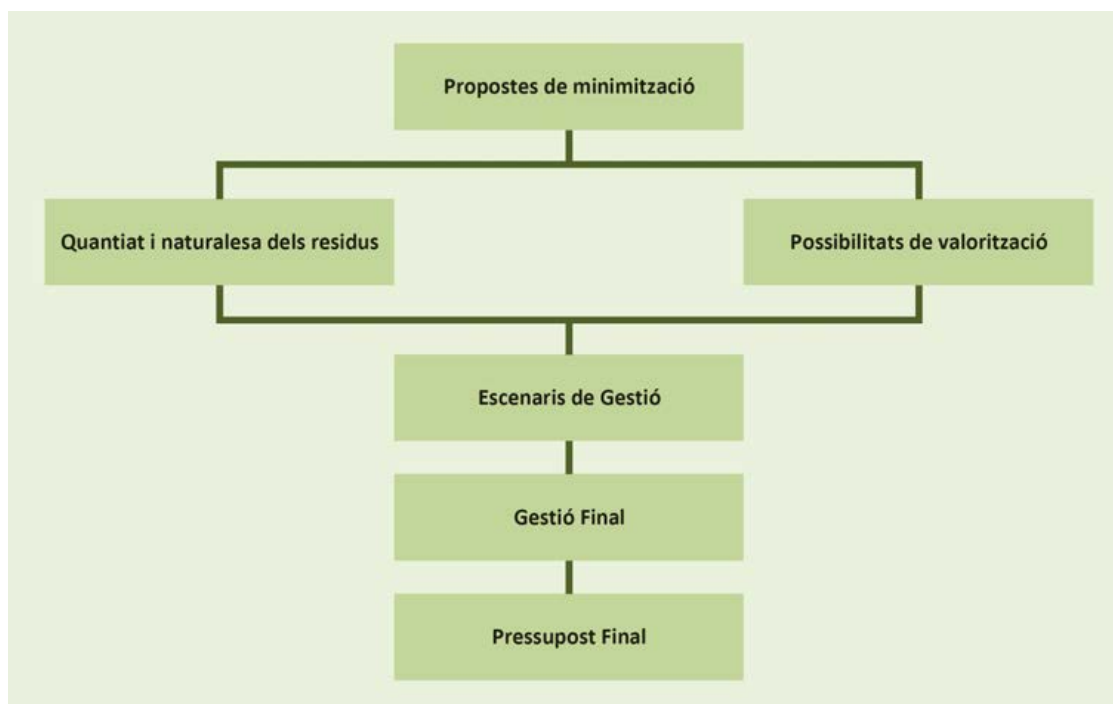 Propostes de minimització
Quantiat i naturalesa dels residus
Possibilitats de valorització
Escenaris de Gestió
Gestió Final
Pressupost Final